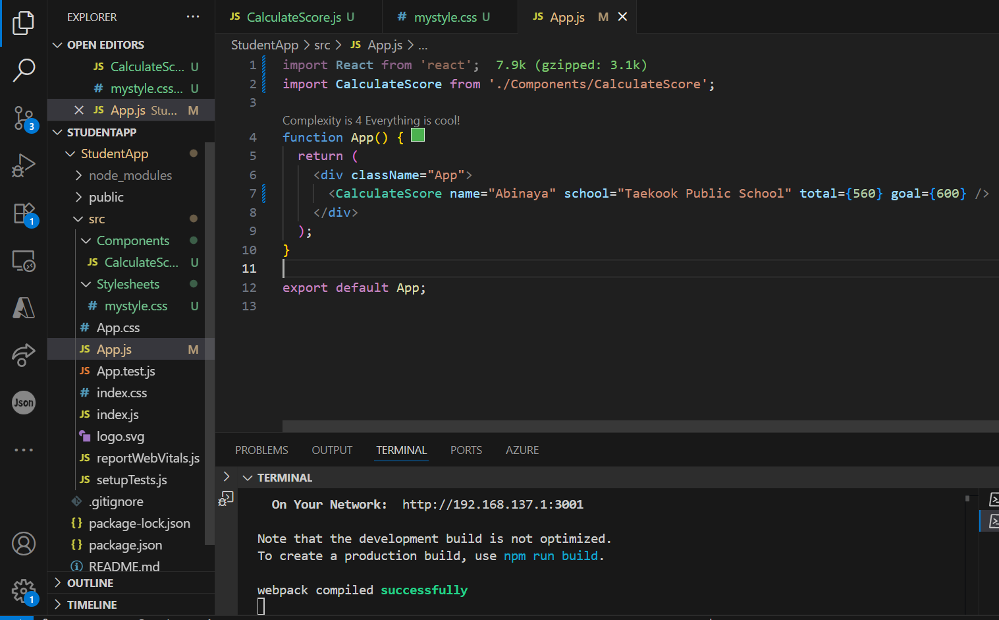 EXPLORER
OPEN EDITORS
JS CalculateSc... U
# mystyle.css... U
JS App.js Stu... M
STUDENTAPP
StudentApp
node_modules
public
src
Components
JS CalculateSc... U
Stylesheets
# mystyle.css U
# App.css
JS App.js M
JS App.test.js
# index.css
JS index.js
logo.svg
JS reportWebVitals.js
JS setupTests.js
.gitignore
{} package-lock.json
{} package.json
README.md
OUTLINE
TIMELINE
3
1
Json
1
JS CalculateScore.js U
# mystyle.css U
JS App.js M
StudentApp > src > JS App.js > ...
1 import React from 'react'; 7.9k (gzipped: 3.1k)
2 import CalculateScore from './Components/CalculateScore';
3
Complexity is 4 Everything is cool!
4 function App() {
5 return (
6 <div className="App">
7 <CalculateScore name="Abinaya" school="Taekook Public School" total={560} goal={600} />
8 </div>
9 );
10 }
11
12 export default App;
13
PROBLEMS OUTPUT TERMINAL PORTS AZURE
TERMINAL
On Your Network: http://192.168.137.1:3001
Note that the development build is not optimized.
To create a production build, use npm run build.
webpack compiled successfully